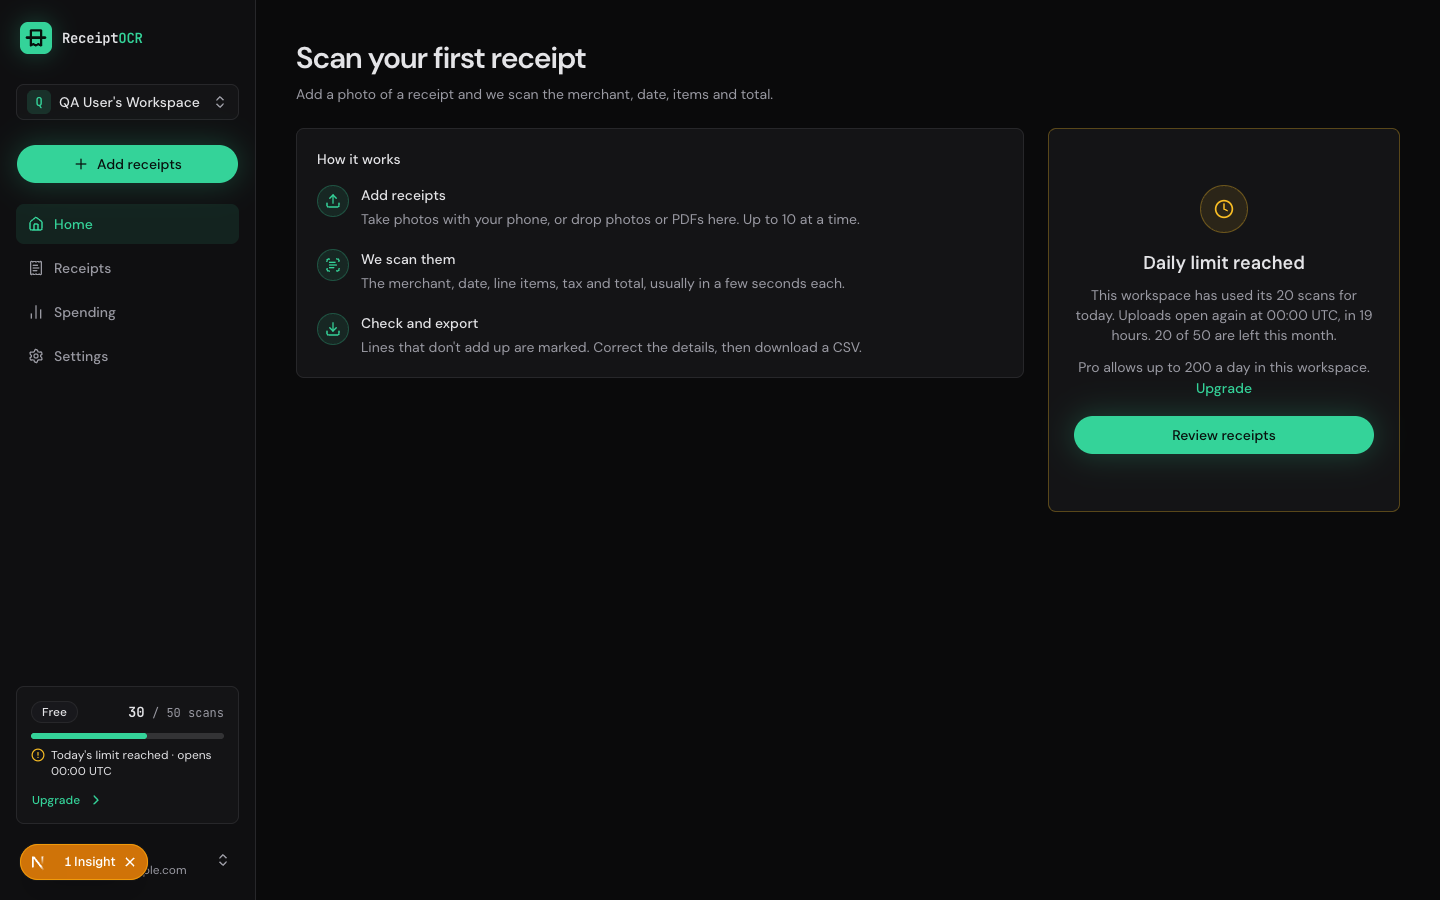 ReceiptOCR
Q QA User's Workspace
Add receipts
Home
Receipts
Spending
Settings
Free 30 / 50 scans
Today's limit reached · opens
00:00 UTC
Upgrade
1 Insight
.com
Scan your first receipt
Add a photo of a receipt and we scan the merchant, date, items and total.
How it works
Add receipts
Take photos with your phone, or drop photos or PDFs here. Up to 10 at a time.
We scan them
The merchant, date, line items, tax and total, usually in a few seconds each.
Check and export
Lines that don't add up are marked. Correct the details, then download a CSV.
Daily limit reached
This workspace has used its 20 scans for
today. Uploads open again at 00:00 UTC, in 19
hours. 20 of 50 are left this month.
Pro allows up to 200 a day in this workspace.
Upgrade
Review receipts